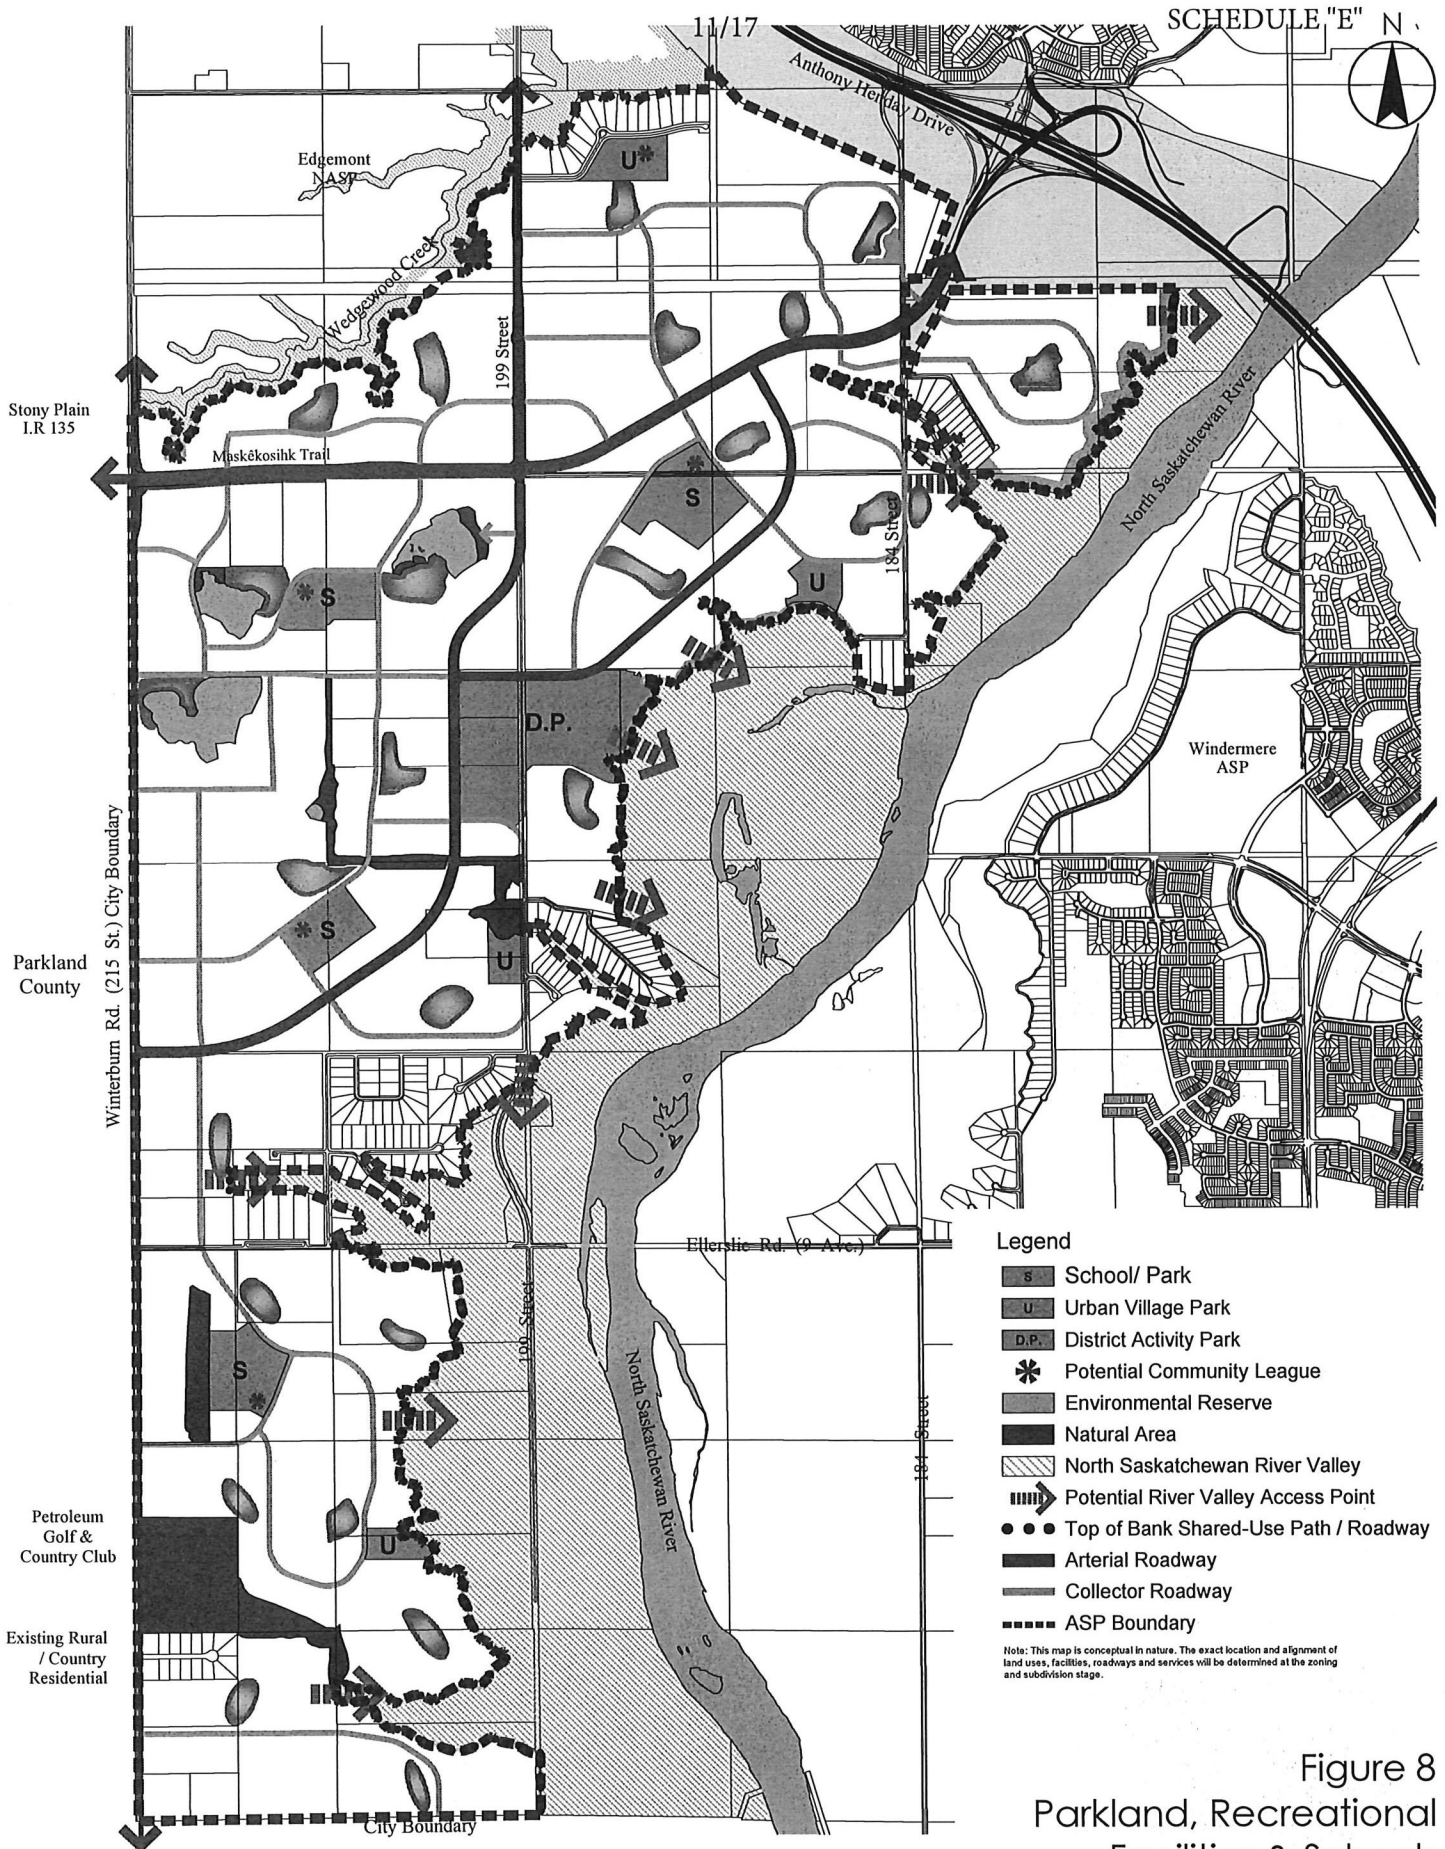 11/17
SCHEDULE "E"
N
Anthony Henday Drive
Edgemont
NASP
U
Wedgewood Creek
199 Street
Stony Plain
I.R 135
Maskêkosihk Trail
S
184 Street
North Saskatchewan River
S
U
D.P.
Windermere
ASP
Winterburn Rd. (215 St.) City Boundary
Parkland
County
S
U
Ellerslie Rd. (9 Ave.)
199 Street
S
North Saskatchewan River
184 Street
Petroleum
Golf &
Country Club
U
Existing Rural
/ Country
Residential
City Boundary
Legend
S School/ Park
U Urban Village Park
D.P. District Activity Park
Potential Community League
Environmental Reserve
Natural Area
North Saskatchewan River Valley
Potential River Valley Access Point
Top of Bank Shared-Use Path / Roadway
Arterial Roadway
Collector Roadway
ASP Boundary
Note: This map is conceptual in nature. The exact location and alignment of
land uses, facilities, roadways and services will be determined at the zoning
and subdivision stage.
Figure 8
Parkland, Recreational